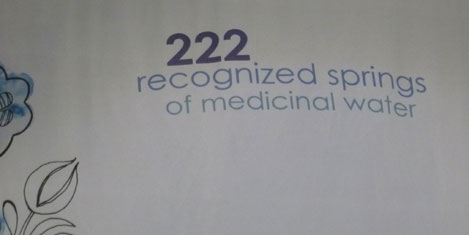 222
recognized springs
of medicinal water